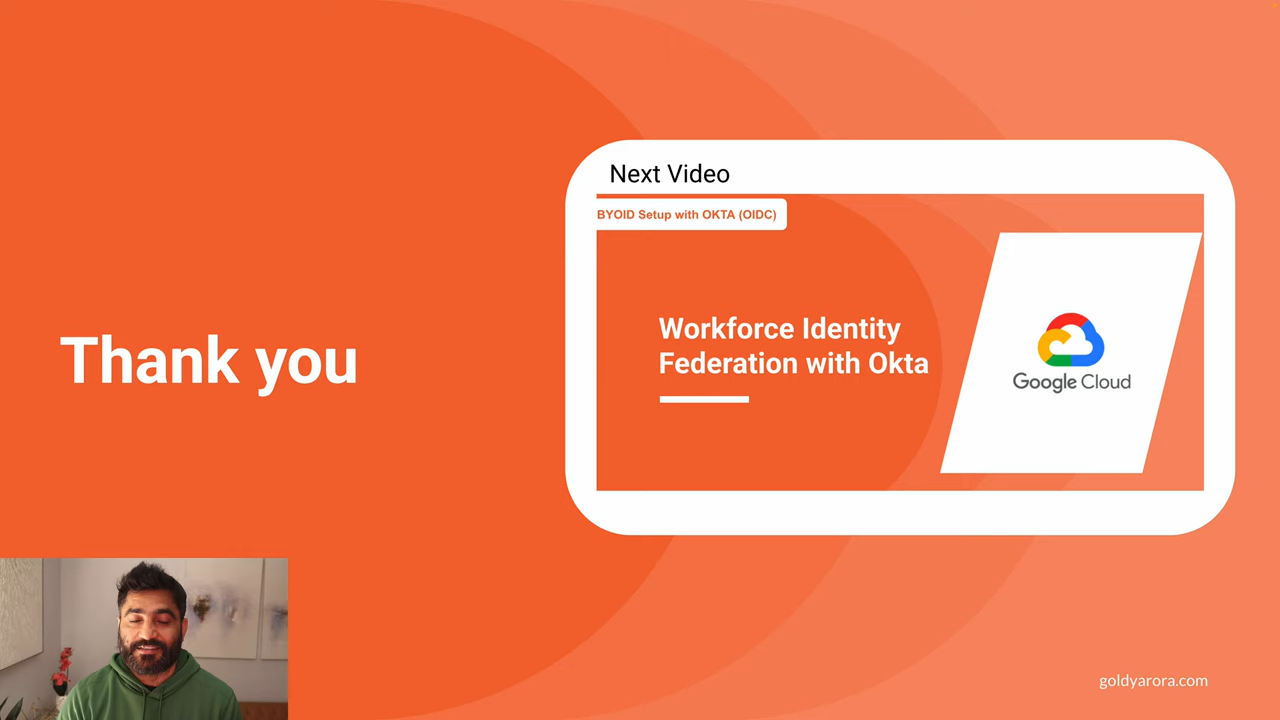 Thank you
Next Video
BYOID Setup with OKTA (OIDC)
Workforce Identity
Federation with Okta
Google Cloud
goldyarora.com